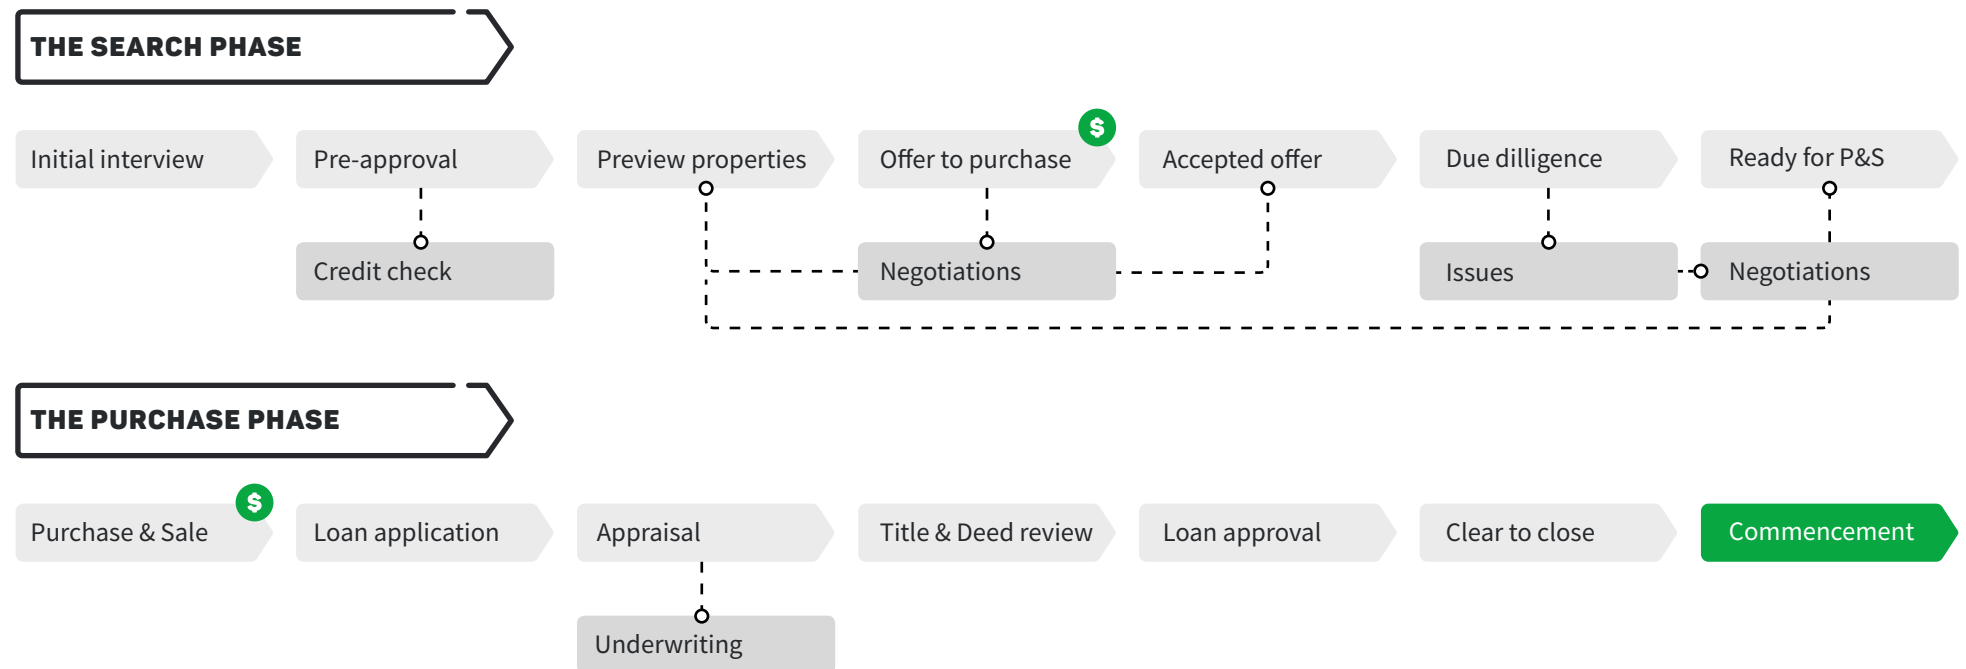 THE SEARCH PHASE
$
Initial interview
Pre-approval
Preview properties
Offer to purchase
Accepted offer
Due dilligence
Ready for P&S
Credit check
Negotiations
Issues
Negotiations
THE PURCHASE PHASE
$
Purchase & Sale
Loan application
Appraisal
Title & Deed review
Loan approval
Clear to close
Commencement
Underwriting